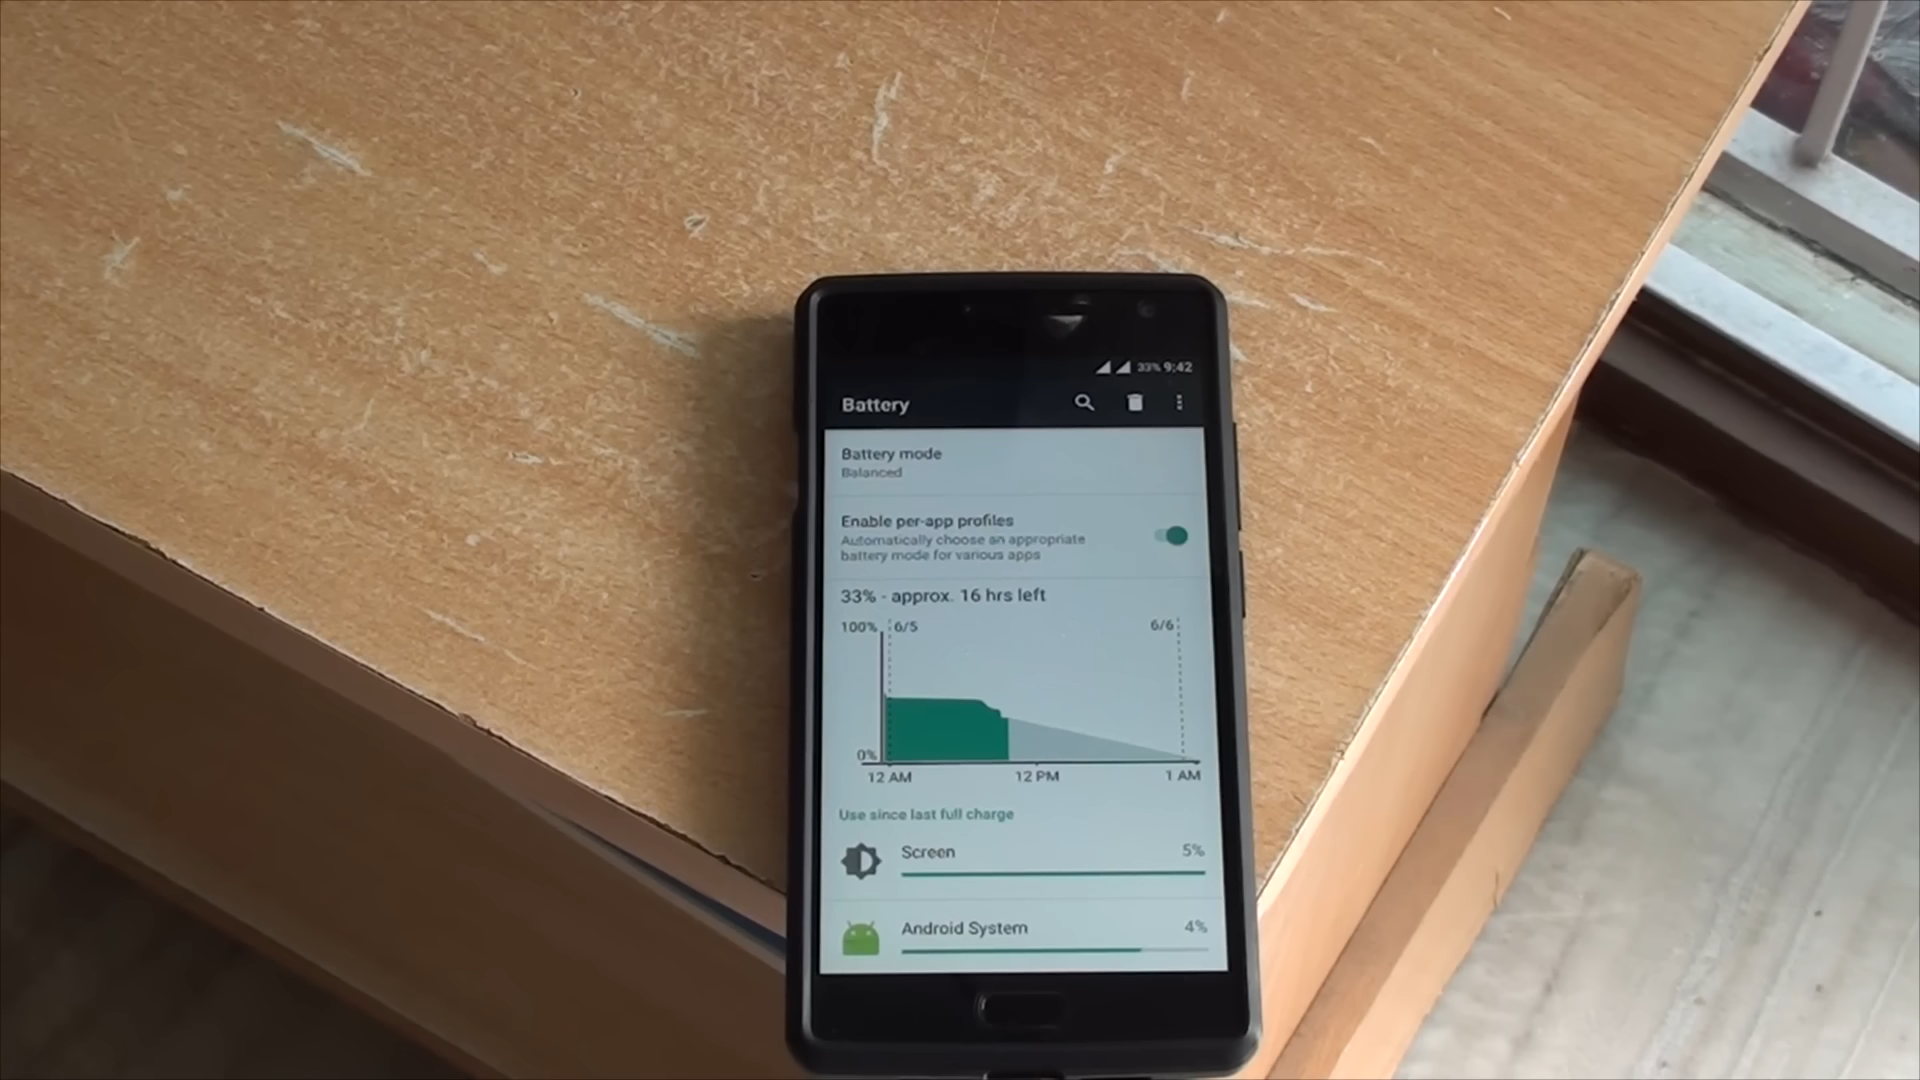 33% 9:42
Battery
Battery mode
Balanced
Enable per-app profiles
Automatically choose an appropriate
battery mode for various apps
33% - approx. 16 hrs left
100% 6/5 6/6
0%
12 AM 12 PM 1 AM
Use since last full charge
Screen 5%
Android System 4%